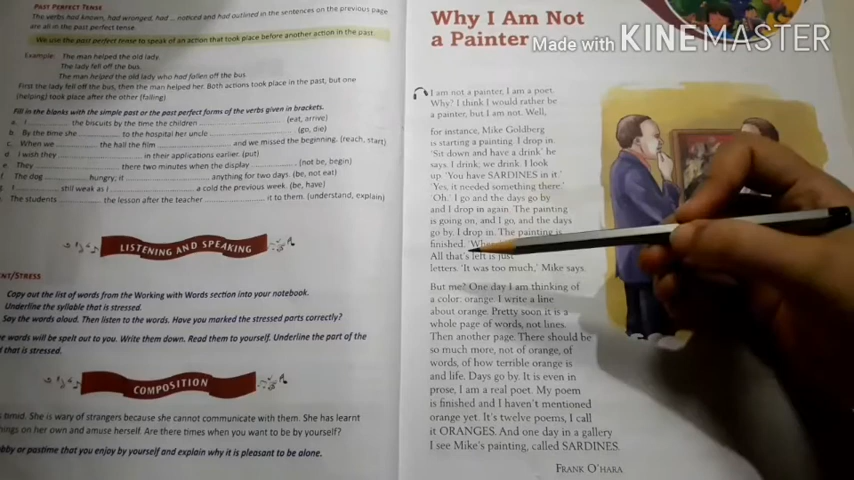 PAST PERFECT TENSE
The verbs had known, had wronged, had ... noticed and had outlined in the sentences on the previous page
are all in the past perfect tense.
We use the past perfect tense to speak of an action that took place before another action in the past.
Example: The man helped the old lady.
The lady fell off the bus.
The man helped the old lady who had fallen off the bus.
First the lady fell off the bus, then the man helped her. Both actions took place in the past, but one
(helping) took place after the other (falling)
Fill in the blanks with the simple past or the past perfect forms of the verbs given in brackets.
a. I the biscuits by the time the children (eat, arrive)
b. By the time she to the hospital her uncle (go, die)
c. When we the hall the film and we missed the beginning. (reach, start)
d. I wish they in their applications earlier. (put)
e. They there two minutes when the display (not be, begin)
f. The dog hungry; it anything for two days. (be, not eat)
I still weak as I a cold the previous week. (be, have)
The students the lesson after the teacher it to them. (understand, explain)
LISTENING AND SPEAKING
NT/STRESS
Copy out the list of words from the Working with Words section into your notebook.
Underline the syllable that is stressed.
Say the words aloud. Then listen to the words. Have you marked the stressed parts correctly?
words will be spelt out to you. Write them down. Read them to yourself. Underline the part of the
that is stressed.
COMPOSITION
timid. She is wary of strangers because she cannot communicate with them. She has learnt
things on her own and amuse herself. Are there times when you want to be by yourself?
or pastime that you enjoy by yourself and explain why it is pleasant to be alone.
Why I Am Not
a Painter
Made with KINEMASTER
I am not a painter, I am a poet.
Why? I think I would rather be
a painter, but I am not. Well,
for instance, Mike Goldberg
is starting a painting. I drop in.
'Sit down and have a drink' he
says. I drink; we drink. I look
up. 'You have SARDINES in it.'
'Yes, it needed something there.'
'Oh.' I go and the days go by
and I drop in again. The painting
is going on, and I go, and the days
go by. I drop in. The painting is
finished.
All that's left is just
letters. 'It was too much,' Mike says.
But me? One day I am thinking of
a color: orange. I write a line
about orange. Pretty soon it is a
whole page of words, not lines.
Then another page. There should be
so much more, not of orange, of
words, of how terrible orange is
and life. Days go by. It is even in
prose, I am a real poet. My poem
is finished and I haven't mentioned
orange yet. It's twelve poems, I call
it ORANGES. And one day in a gallery
I see Mike's painting, called SARDINES.
FRANK O'HARA